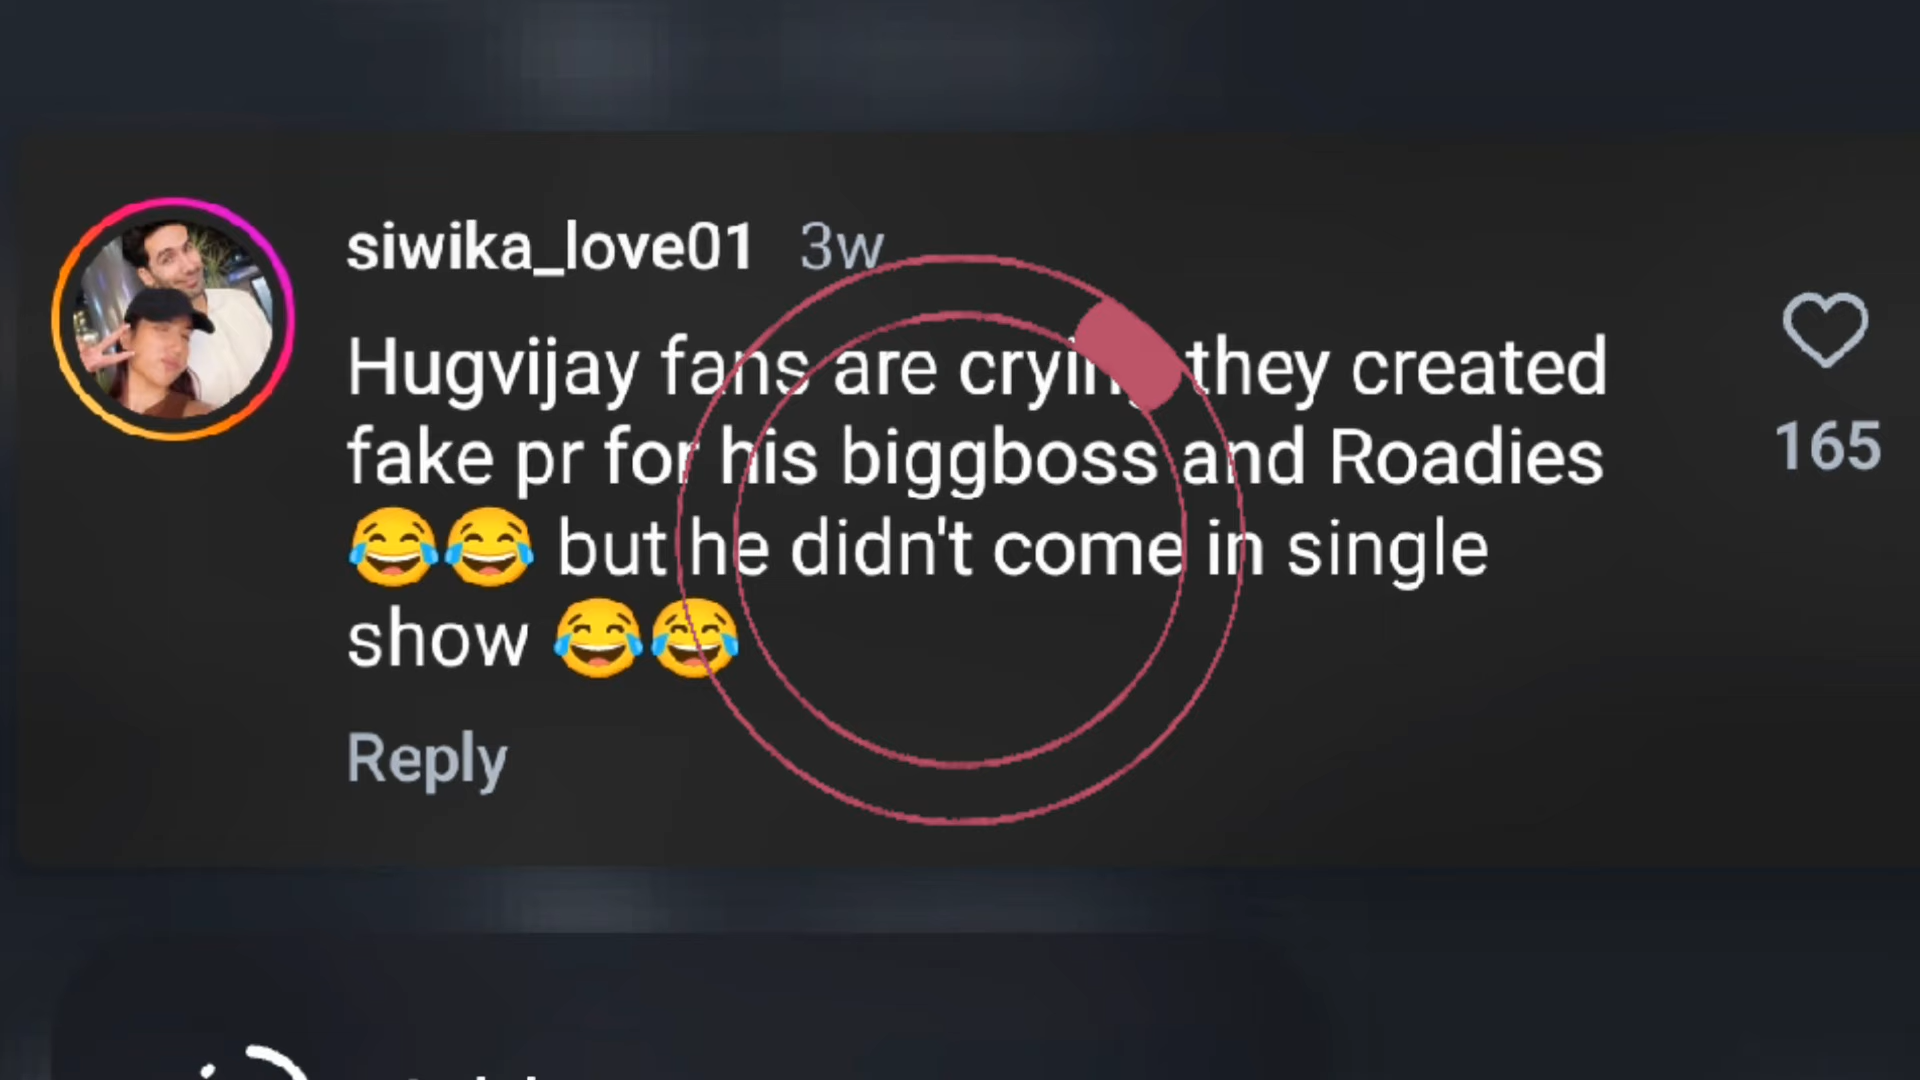 siwika_love01 3w
Hugvijay fans are crying they created
fake pr for his biggboss and Roadies
😂😂 but he didn't come in single
show 😂😂
165
Reply